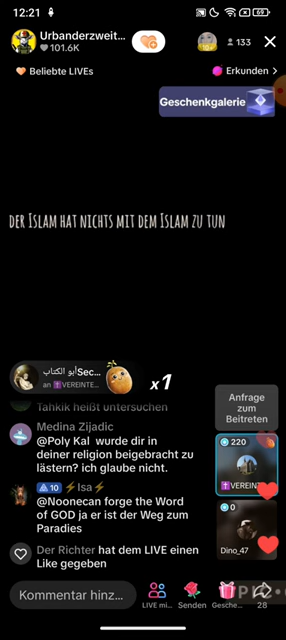 12:21
69
Urbanderzweit...
101.6K
133
Beliebte LIVEs
Erkunden
Geschenkgalerie
DER ISLAM HAT NICHTS MIT DEM ISLAM ZU TUN
أبو الكتابSec...
an VEREINTE...
x1
Tahkik heißt untersuchen
Anfrage zum Beitreten
Medina Zijadic
@Poly Kal wurde dir in
deiner religion beigebracht zu
lästern? ich glaube nicht.
220
VEREINT
10 Isa
@Noonecan forge the Word
of GOD ja er ist der Weg zum
Paradies
0
Dino_47
Der Richter hat dem LIVE einen
Like gegeben
Kommentar hinz...
LIVE mi...
Senden
Gesche...
28